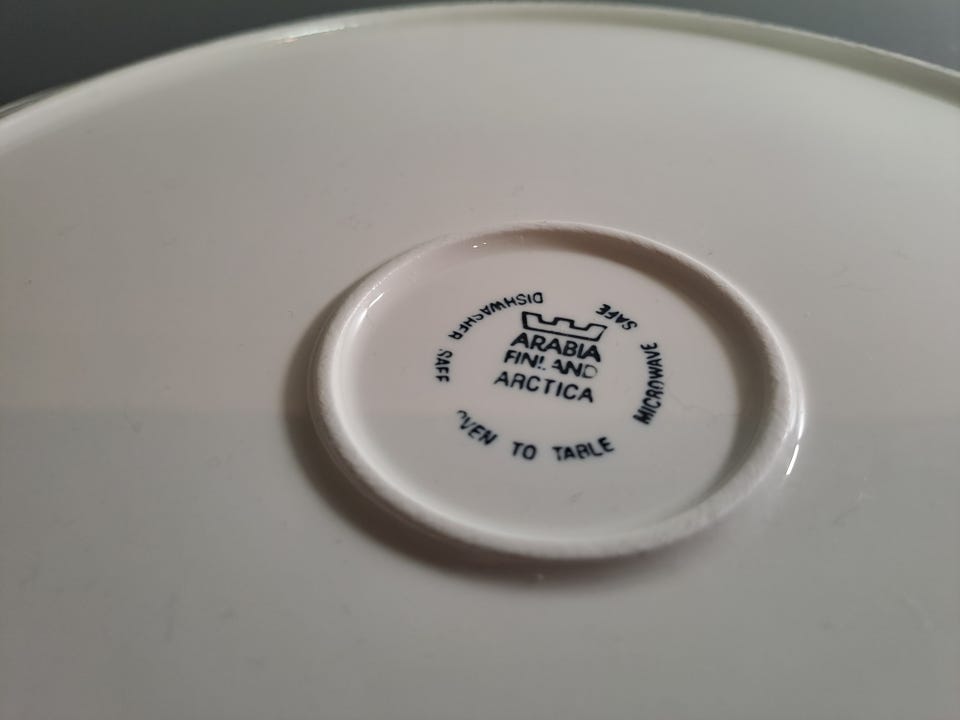 ARABIA
FINLAND
ARCTICA
OVEN TO TABLE
MICROWAVE SAFE
DISHWASHER SAFE